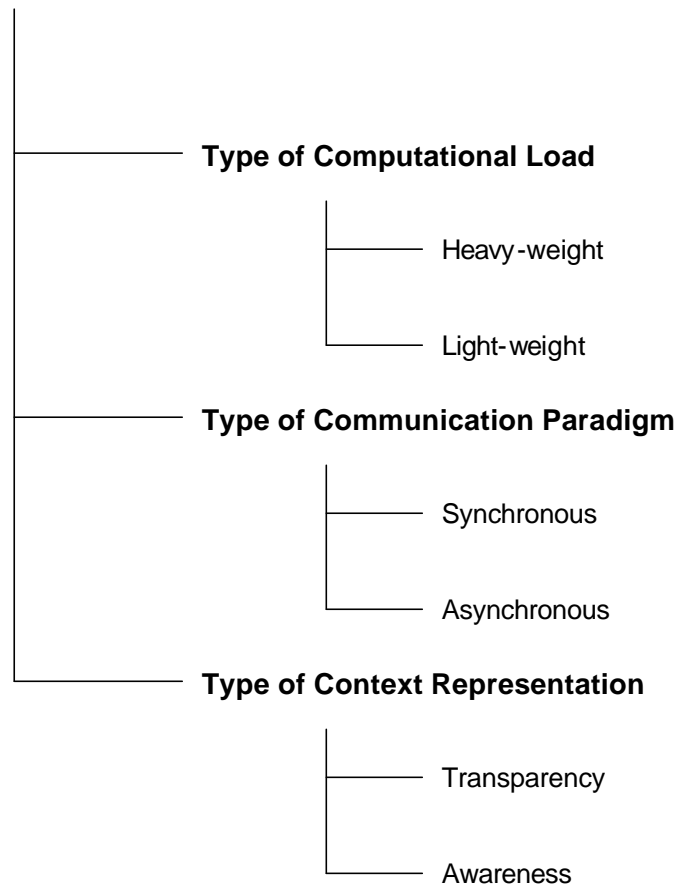 Type of Computational Load
Heavy-weight
Light-weight
Type of Communication Paradigm
Synchronous
Asynchronous
Type of Context Representation
Transparency
Awareness